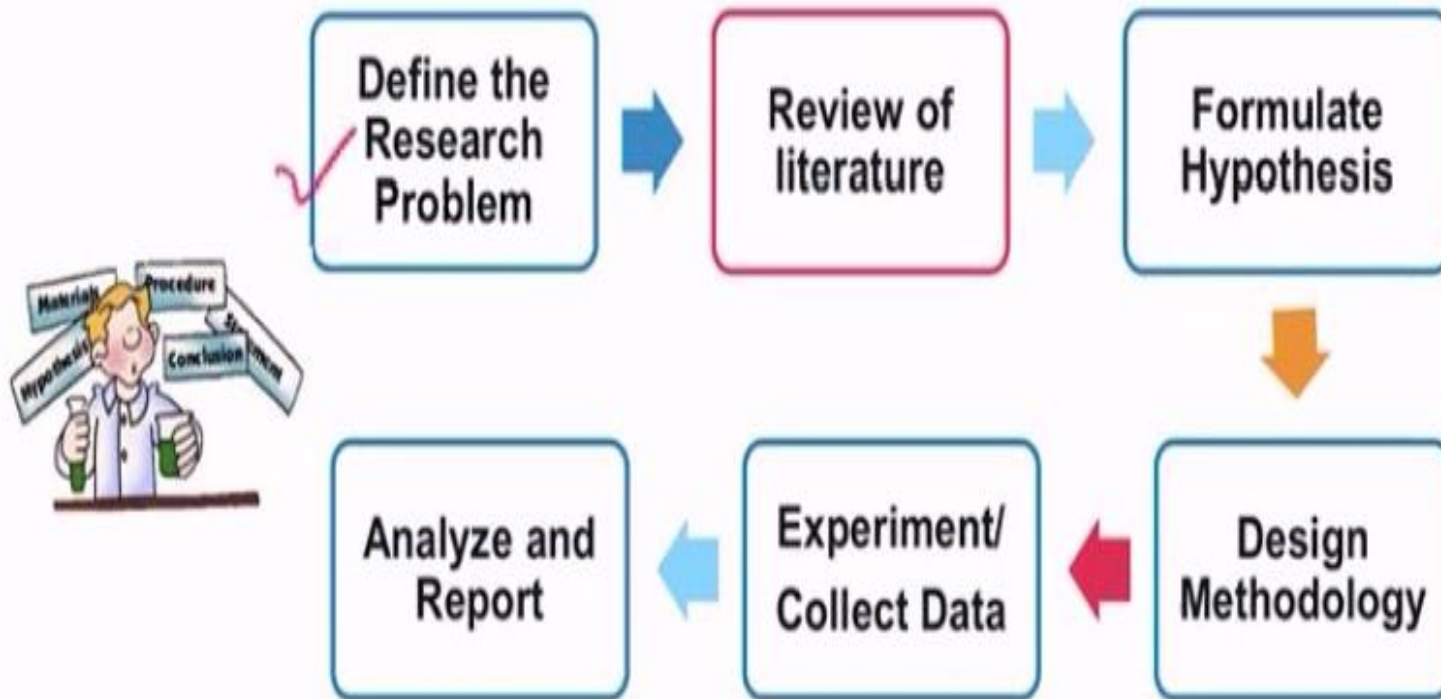 Define the
Research
Problem
Review of
literature
Formulate
Hypothesis
Materials
Procedure
Hypothesis
Conclusion
Analyze and
Report
Experiment/
Collect Data
Design
Methodology